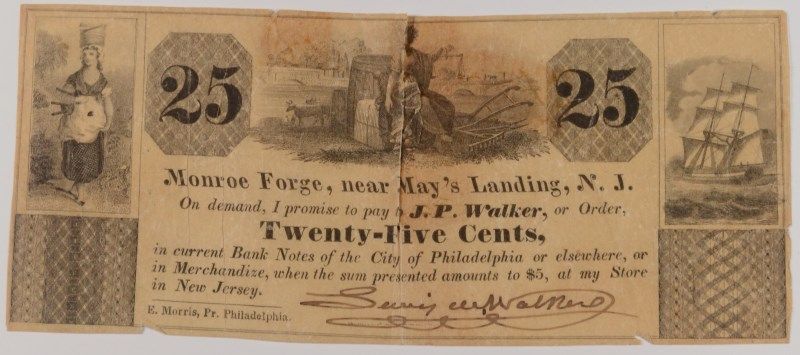 25 25
Monroe Forge, near May's Landing, N. J.
On demand, I promise to pay J. P. Walker, or Order,
Twenty-Five Cents,
in current Bank Notes of the City of Philadelphia or elsewhere, or
in Merchandize, when the sum presented amounts to $5, at my Store
in New Jersey.
Lewis M. Walker
E. Morris, Pr. Philadelphia.